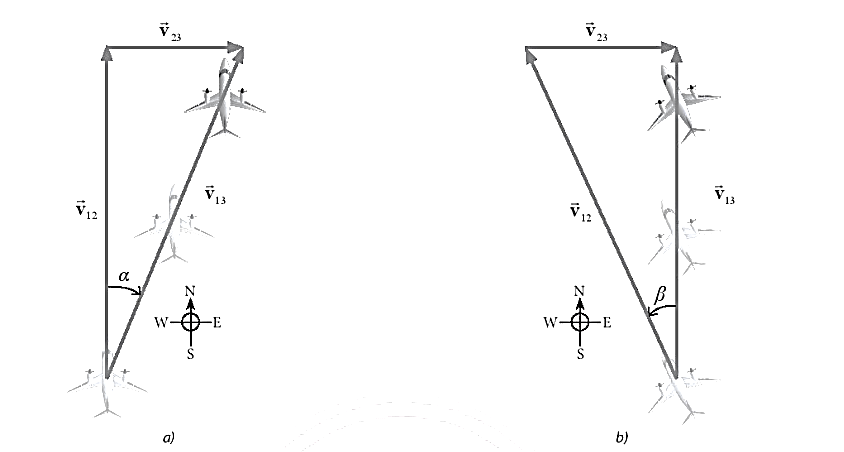 v⃗₂₃
v⃗₁₂
v⃗₁₃
α
N
W E
S
a)
v⃗₂₃
v⃗₁₂
v⃗₁₃
β
N
W E
S
b)